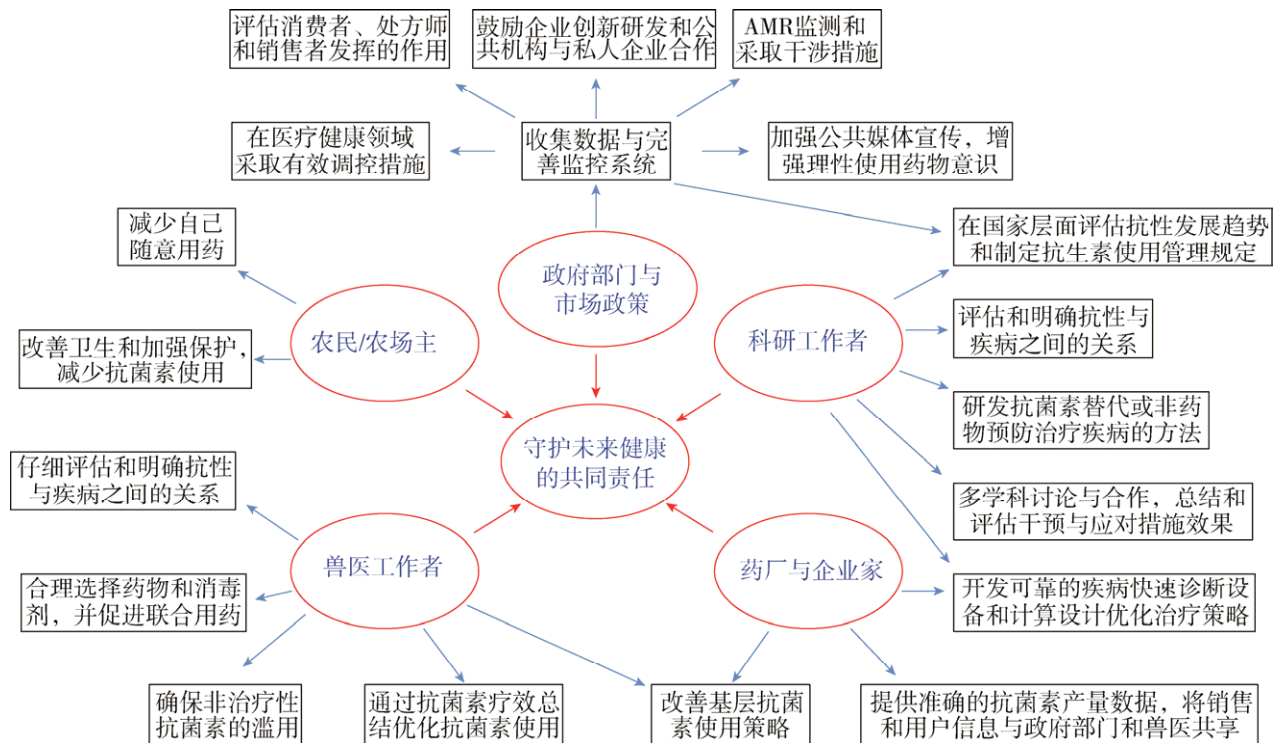 评估消费者、处方师
和销售者发挥的作用
鼓励企业创新研发和公
共机构与私人企业合作
AMR监测和
采取干涉措施
在医疗健康领域
采取有效调控措施
收集数据与完
善监控系统
加强公共媒体宣传，增
强理性使用药物意识
减少自己
随意用药
政府部门与
市场政策
在国家层面评估抗性发展趋势
和制定抗生素使用管理规定
改善卫生和加强保护，
减少抗菌素使用
农民/农场主
科研工作者
评估和明确抗性与
疾病之间的关系
研发抗菌素替代或非药
物预防治疗疾病的方法
守护未来健康
的共同责任
仔细评估和明确抗性
与疾病之间的关系
多学科讨论与合作，总结和
评估干预与应对措施效果
兽医工作者
药厂与企业家
合理选择药物和消毒
剂，并促进联合用药
开发可靠的疾病快速诊断设
备和计算设计优化治疗策略
确保非治疗性
抗菌素的滥用
通过抗菌素疗效总
结优化抗菌素使用
改善基层抗菌
素使用策略
提供准确的抗菌素产量数据，将销售
和用户信息与政府部门和兽医共享